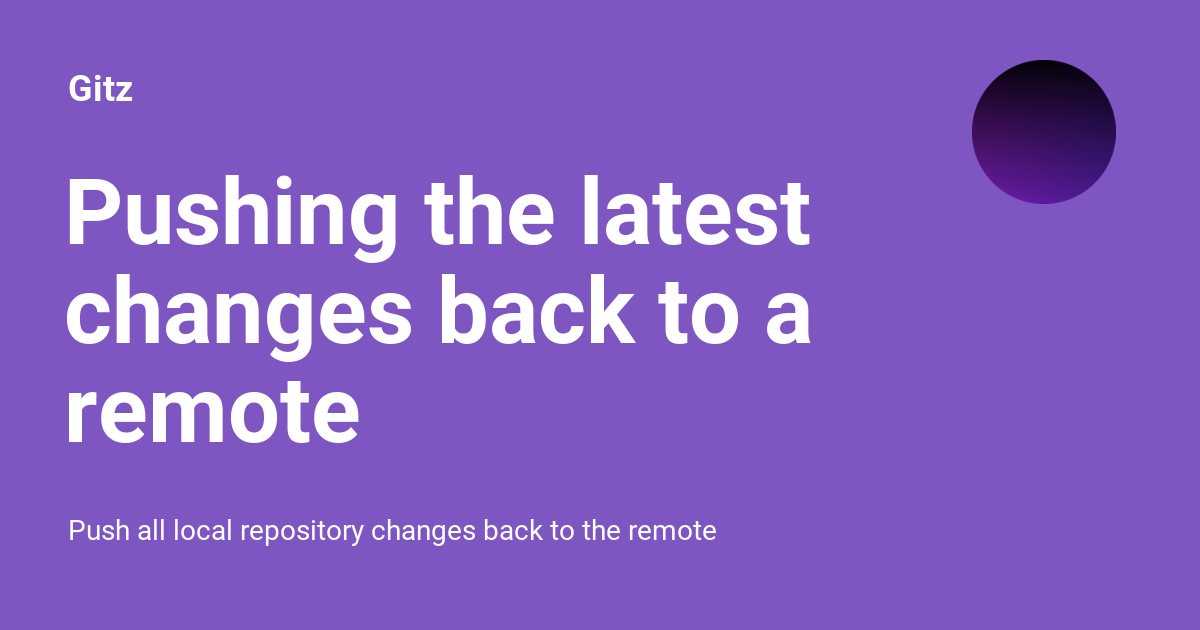 Gitz
Pushing the latest
changes back to a
remote
Push all local repository changes back to the remote